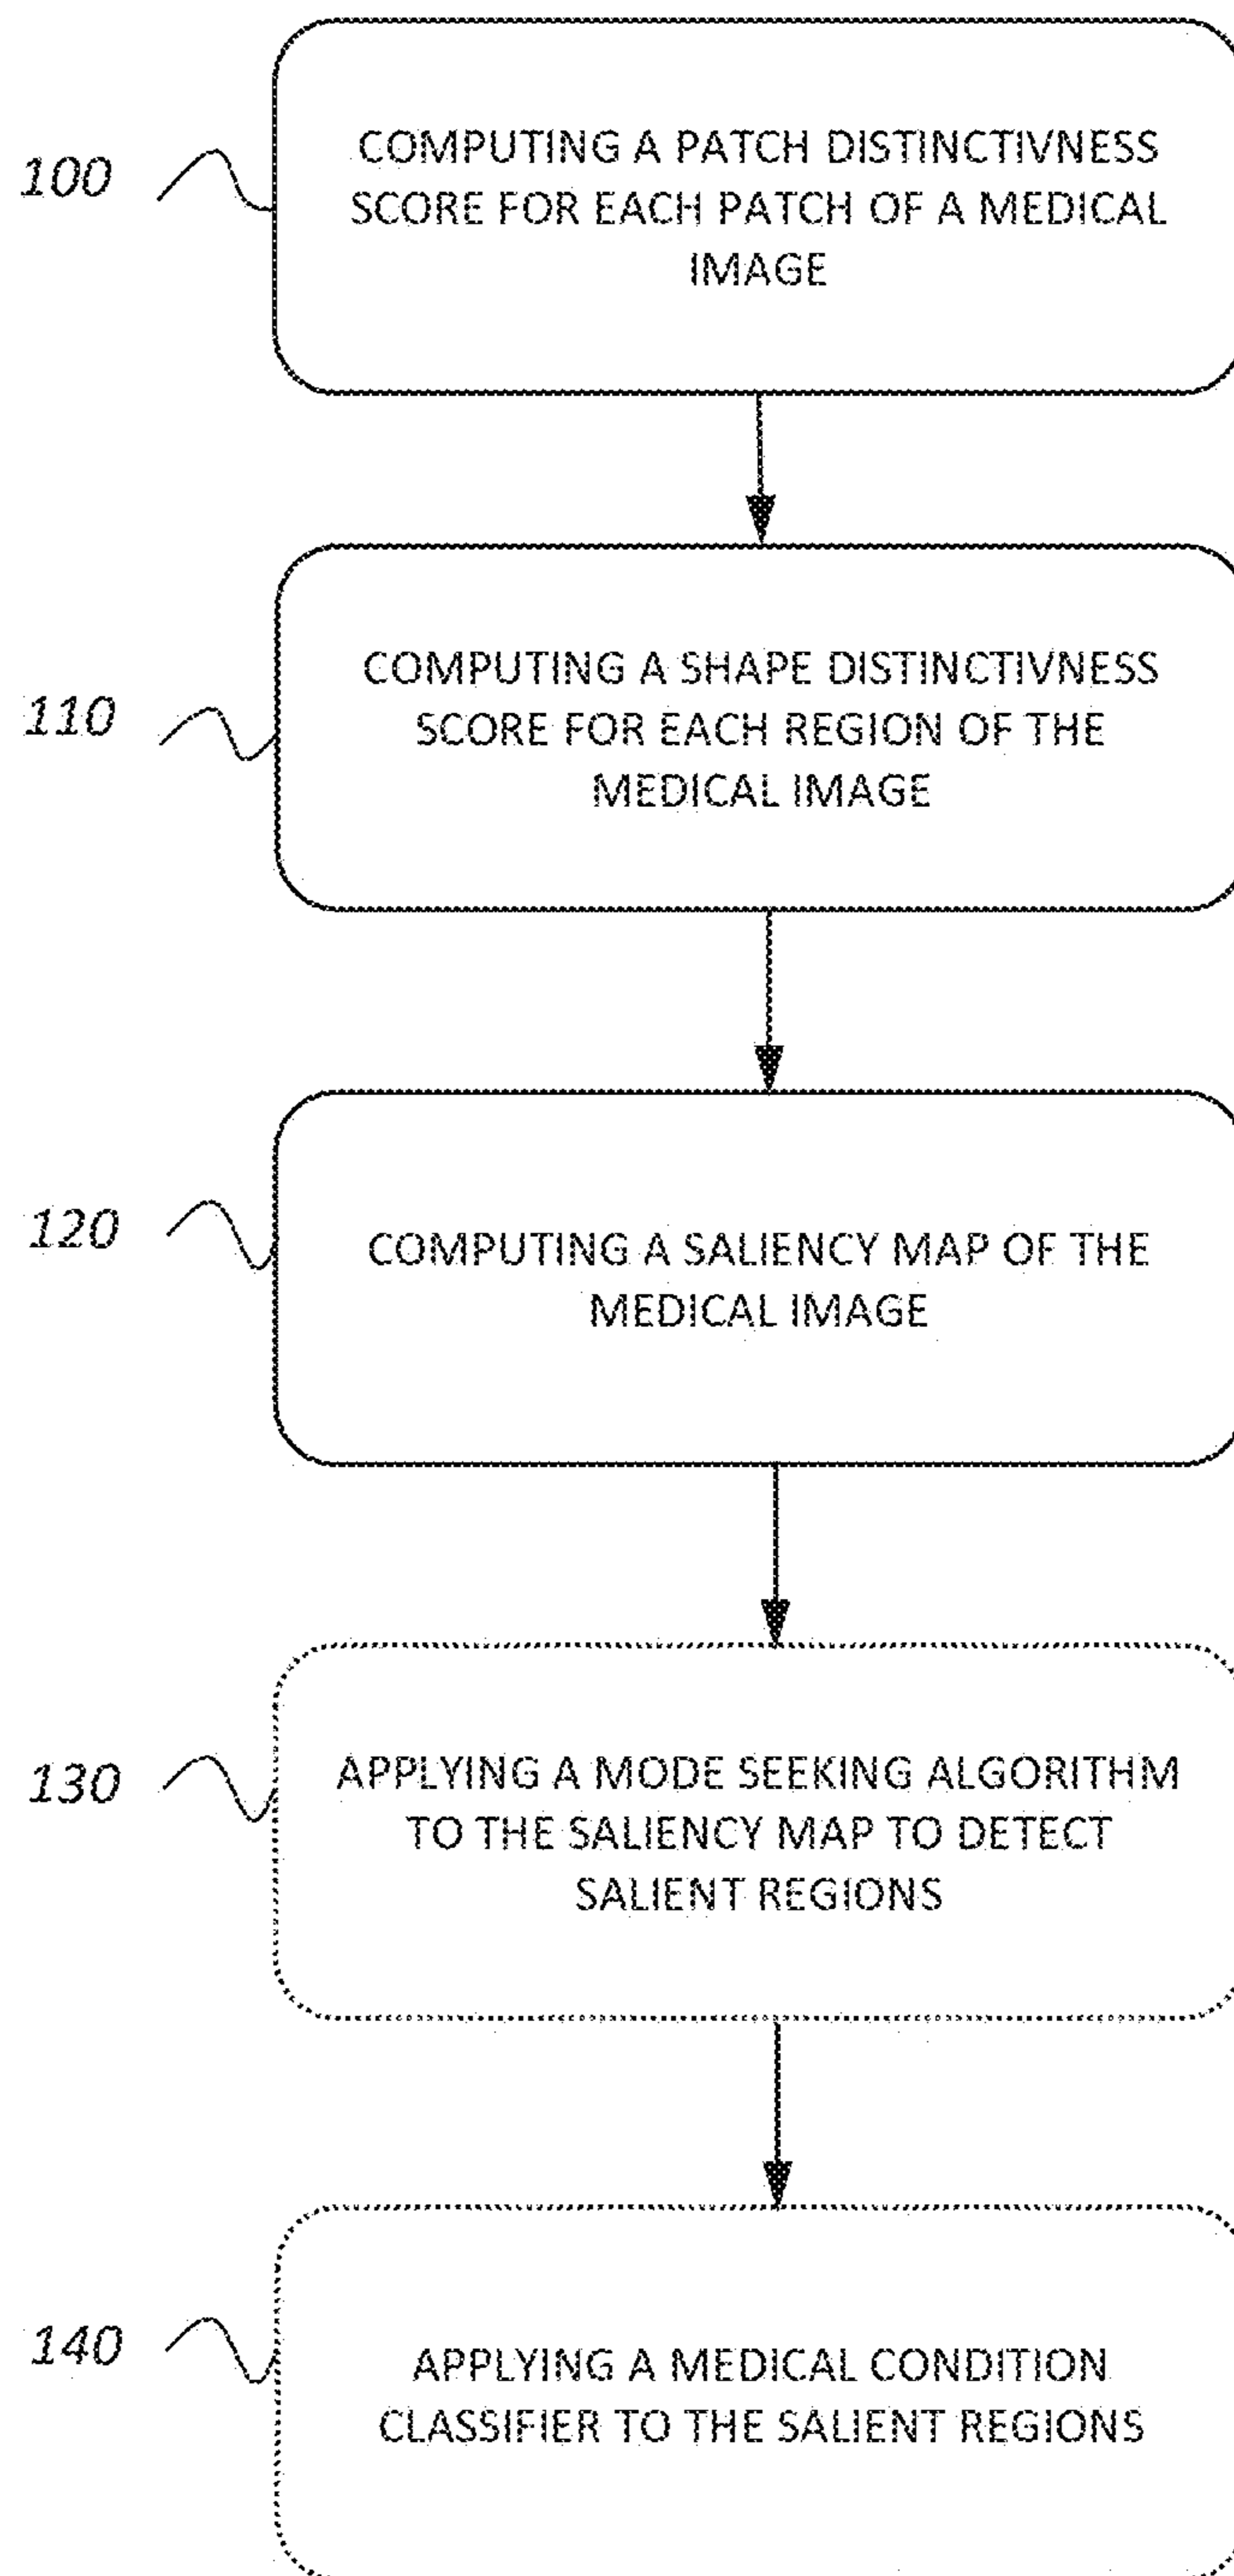 100
COMPUTING A PATCH DISTINCTIVNESS
SCORE FOR EACH PATCH OF A MEDICAL
IMAGE
110
COMPUTING A SHAPE DISTINCTIVNESS
SCORE FOR EACH REGION OF THE
MEDICAL IMAGE
120
COMPUTING A SALIENCY MAP OF THE
MEDICAL IMAGE
130
APPLYING A MODE SEEKING ALGORITHM
TO THE SALIENCY MAP TO DETECT
SALIENT REGIONS
140
APPLYING A MEDICAL CONDITION
CLASSIFIER TO THE SALIENT REGIONS